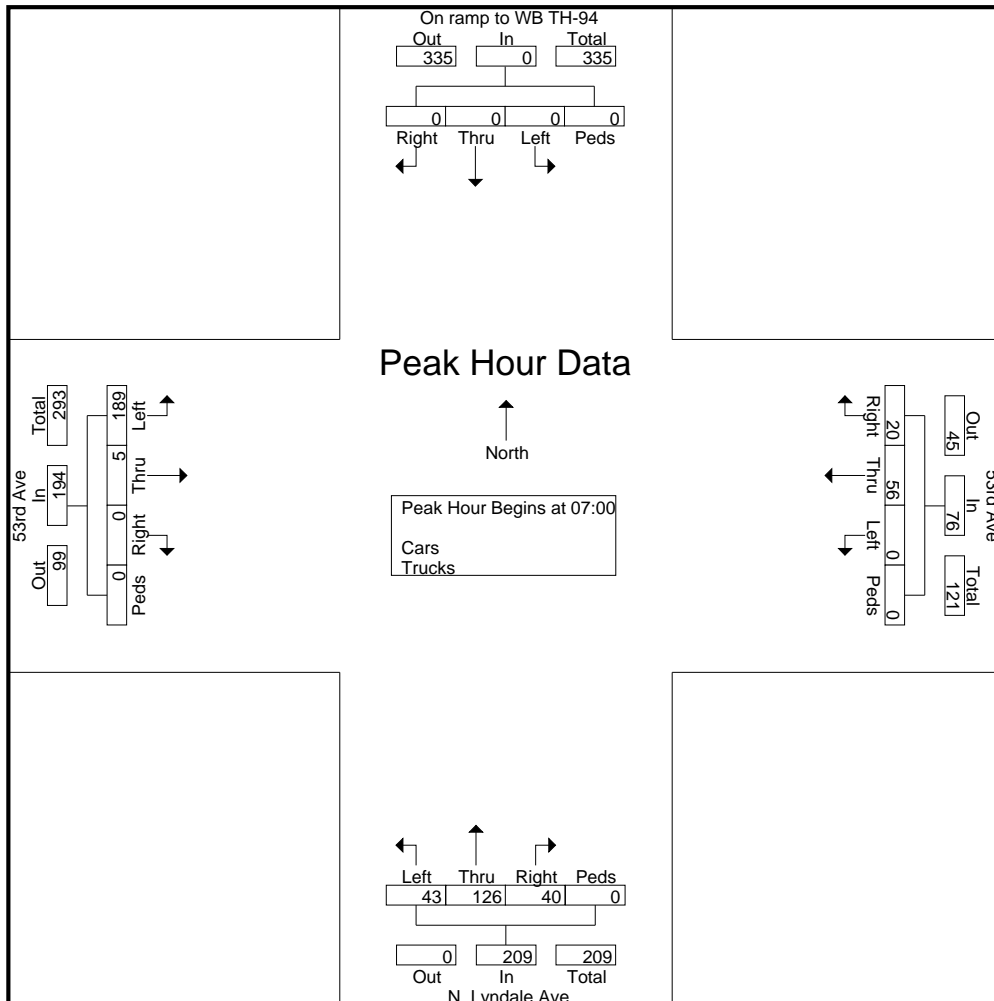 On ramp to WB TH-94
Out In Total
335 0 335
0 0 0 0
Right Thru Left Peds
Peak Hour Data
North
Peak Hour Begins at 07:00
Cars
Trucks
53rd Ave
Total In Out
293 194 99
189 5 0 0
Left Thru Right Peds
Right Thru Left Peds
20 56 0 0
Out In Total
45 76 121
53rd Ave
Left Thru Right Peds
43 126 40 0
0 209 209
Out In Total
N. Lyndale Ave